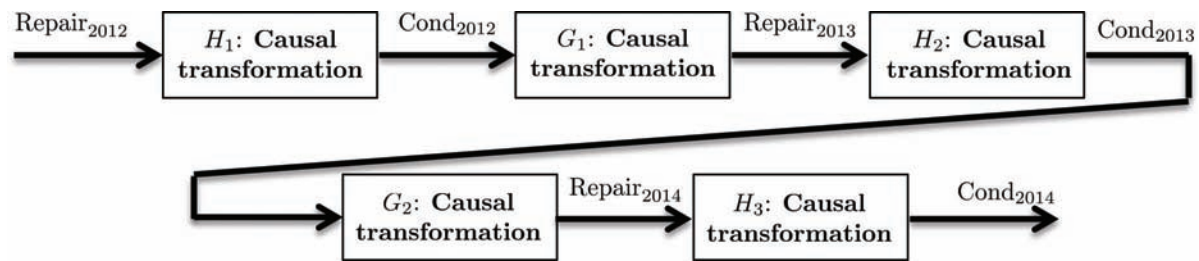 Repair₂₀₁₂
H₁: Causal transformation
Cond₂₀₁₂
G₁: Causal transformation
Repair₂₀₁₃
H₂: Causal transformation
Cond₂₀₁₃
G₂: Causal transformation
Repair₂₀₁₄
H₃: Causal transformation
Cond₂₀₁₄